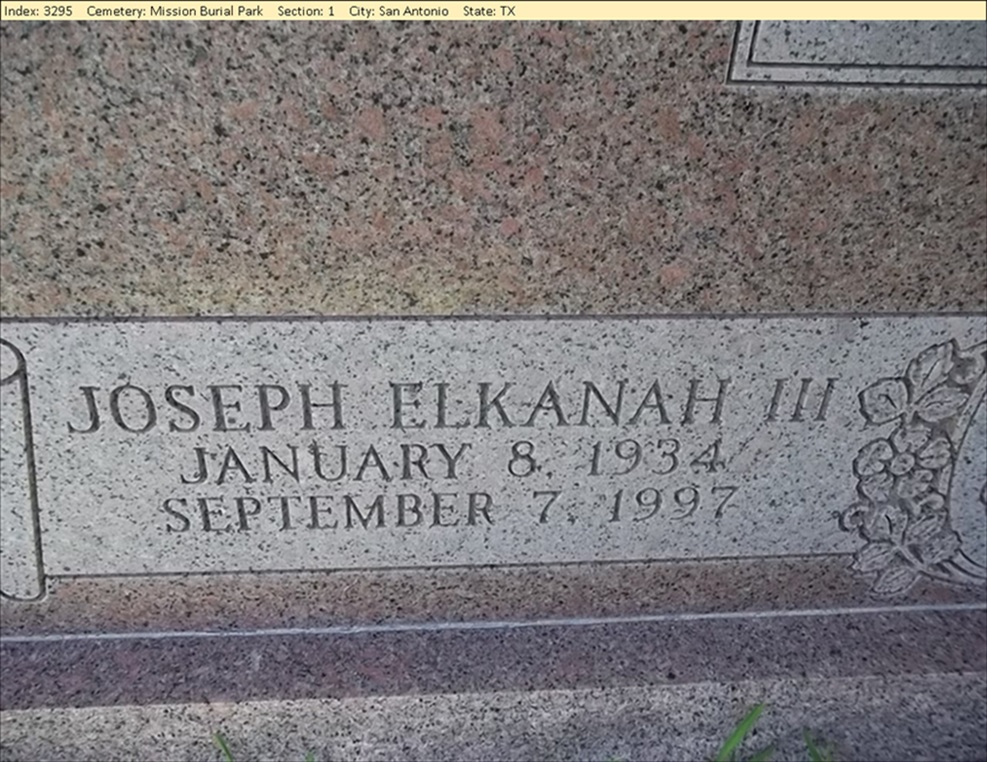 Index: 3295 Cemetery: Mission Burial Park Section: 1 City: San Antonio State: TX
JOSEPH ELKANAH III
JANUARY 8, 1934
SEPTEMBER 7, 1997